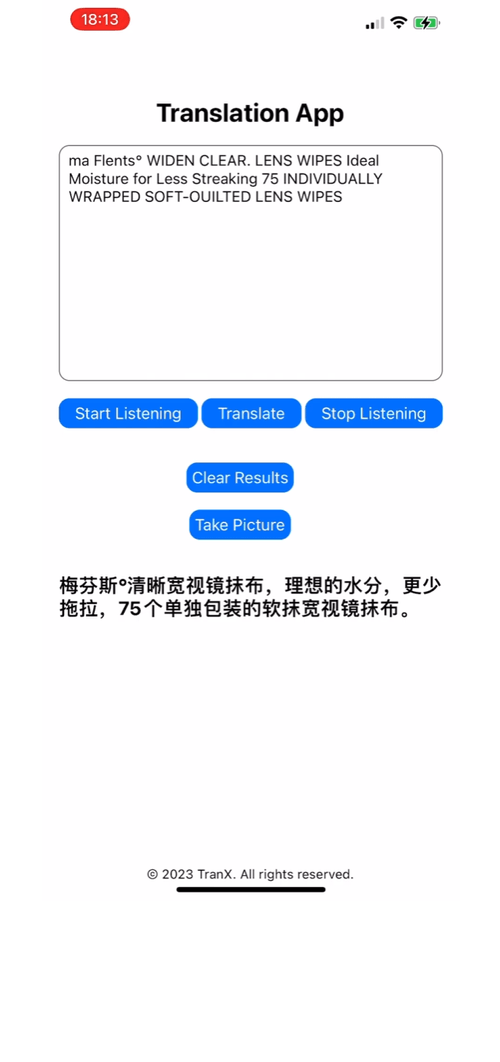 18:13
Translation App
ma Flents° WIDEN CLEAR. LENS WIPES Ideal
Moisture for Less Streaking 75 INDIVIDUALLY
WRAPPED SOFT-OUILTED LENS WIPES
Start Listening Translate Stop Listening
Clear Results
Take Picture
梅芬斯°清晰宽视镜抹布，理想的水分，更少
拖拉，75个单独包装的软抹宽视镜抹布。
© 2023 TranX. All rights reserved.